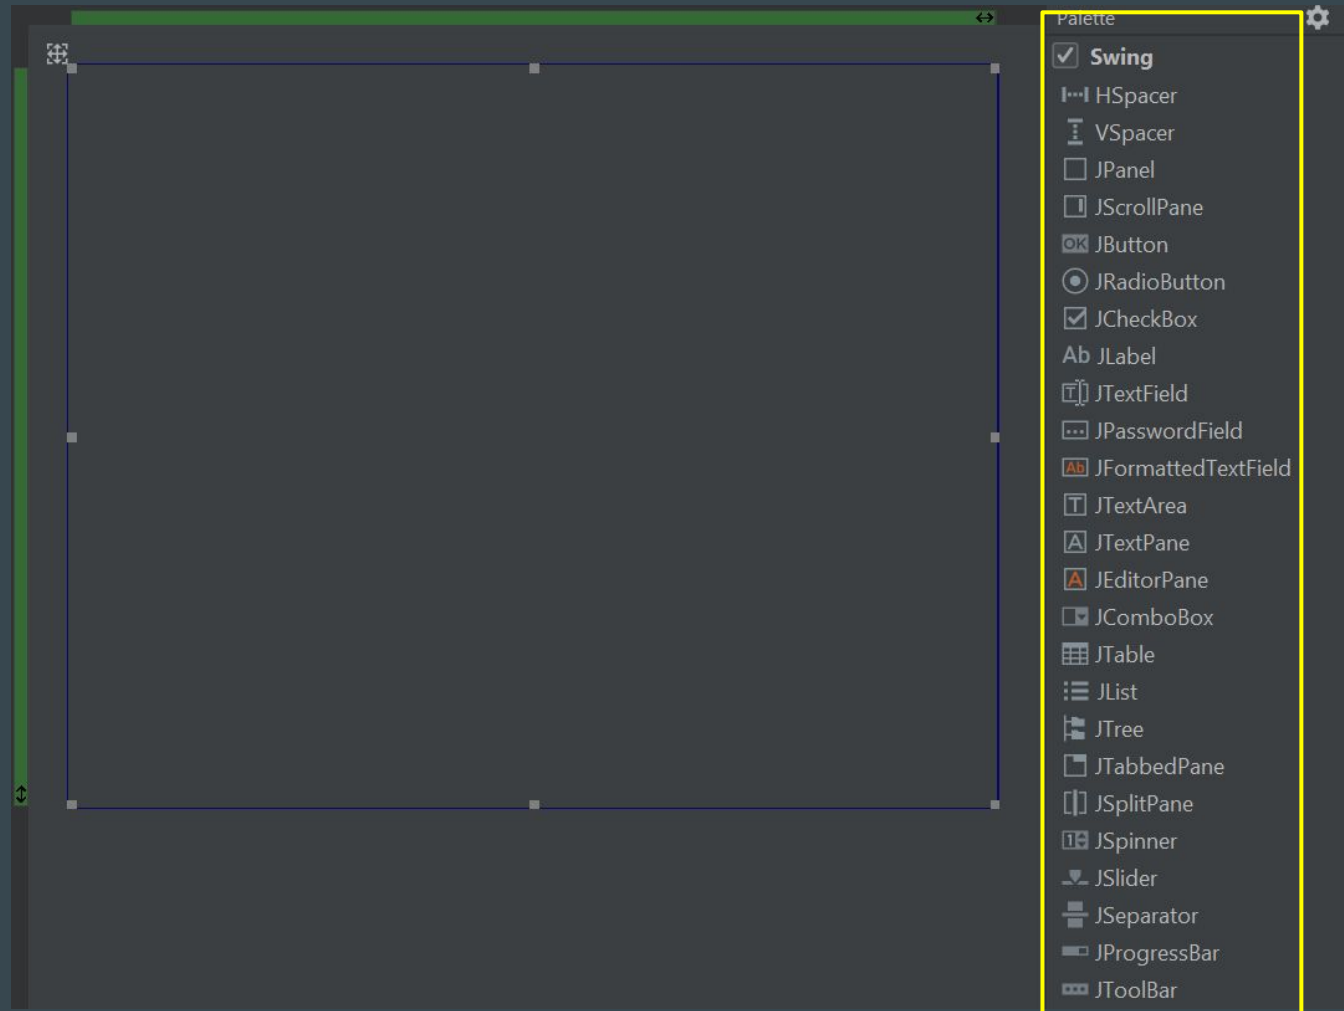 Palette
Swing
HSpacer
VSpacer
JPanel
JScrollPane
OK JButton
JRadioButton
JCheckBox
Ab JLabel
T JTextField
JPasswordField
Ab JFormattedTextField
T JTextArea
A JTextPane
A JEditorPane
JComboBox
JTable
JList
JTree
JTabbedPane
JSplitPane
1 JSpinner
JSlider
JSeparator
JProgressBar
JToolBar